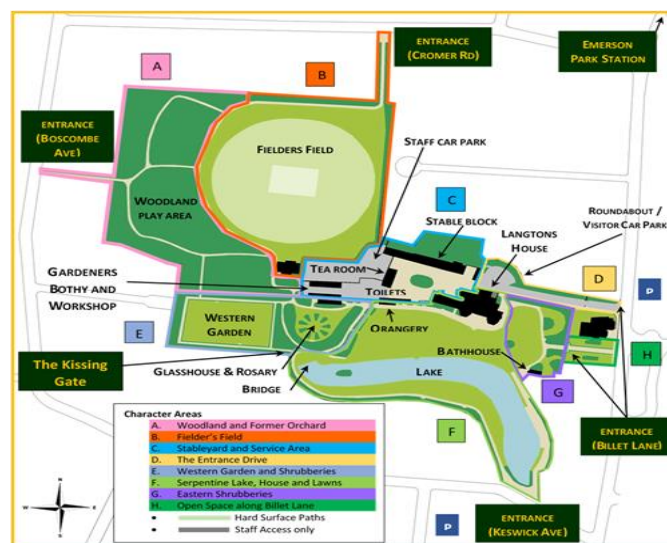 ENTRANCE
(CROMER RD)
EMERSON
PARK STATION
A
B
ENTRANCE
(BOSCOMBE
AVE)
FIELDERS FIELD
STAFF CAR PARK
WOODLAND
PLAY AREA
C
STABLE BLOCK
LANGTONS
HOUSE
ROUNDABOUT /
VISITOR CAR PARK
TEA ROOM
D
P
GARDENERS
BOTHY AND
WORKSHOP
TOILETS
WESTERN
GARDEN
ORANGERY
E
BATHHOUSE
H
The Kissing
Gate
GLASSHOUSE & ROSARY
BRIDGE
LAKE
G
F
ENTRANCE
(BILLET LANE)
Character Areas
A. Woodland and Former Orchard
B. Fielder's Field
C. Stableyard and Service Area
D. The Entrance Drive
E. Western Garden and Shrubberies
F. Serpentine Lake, House and Lawns
G. Eastern Shrubberies
H. Open Space along Billet Lane
Hard Surface Paths
Staff Access only
N
W
E
S
P
ENTRANCE
(KESWICK AVE)